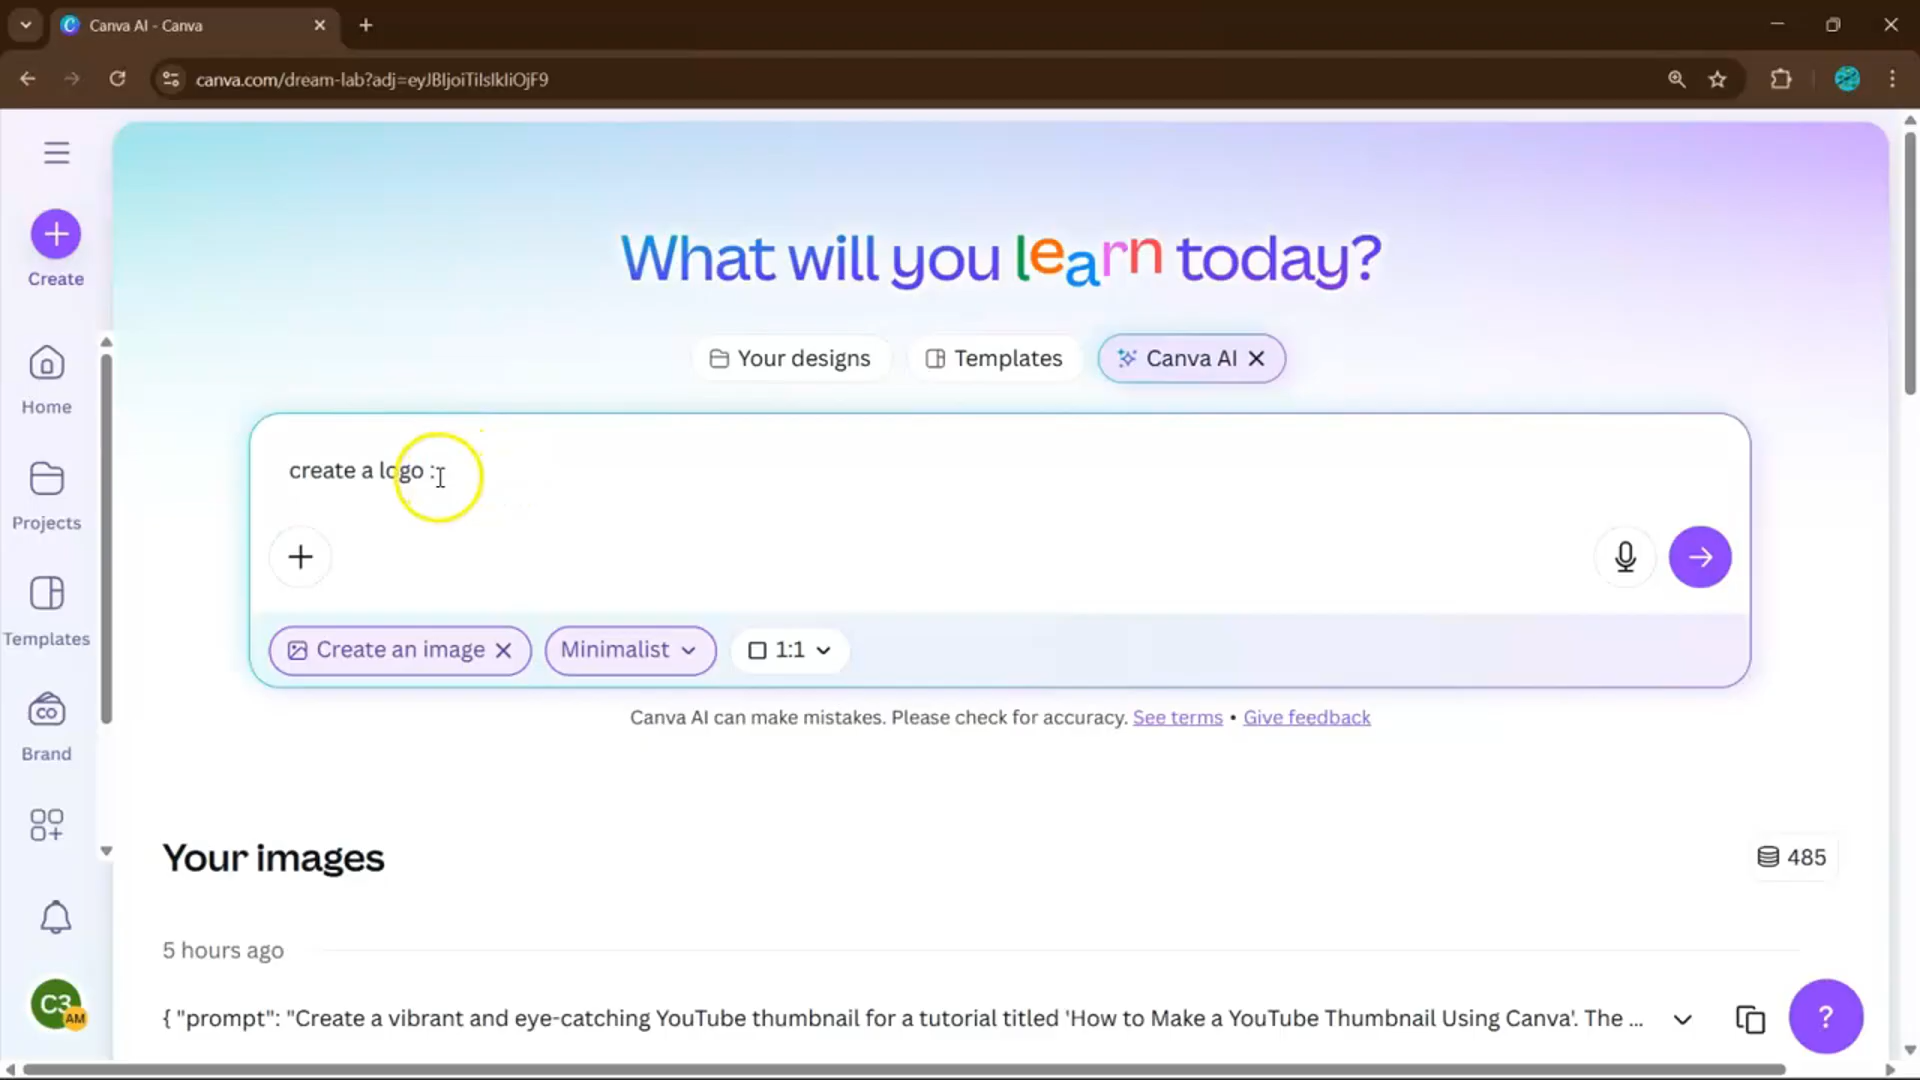 Canva AI - Canva
canva.com/dream-lab?adj=eyJBIjoiTiIsIkIiOjF9
Create
Home
Projects
Templates
Brand
C3
AM
What will you learn today?
Your designs
Templates
Canva AI
create a logo :
Create an image
Minimalist
1:1
Canva AI can make mistakes. Please check for accuracy. See terms • Give feedback
Your images
485
5 hours ago
{ "prompt": "Create a vibrant and eye-catching YouTube thumbnail for a tutorial titled 'How to Make a YouTube Thumbnail Using Canva'. The ...
?